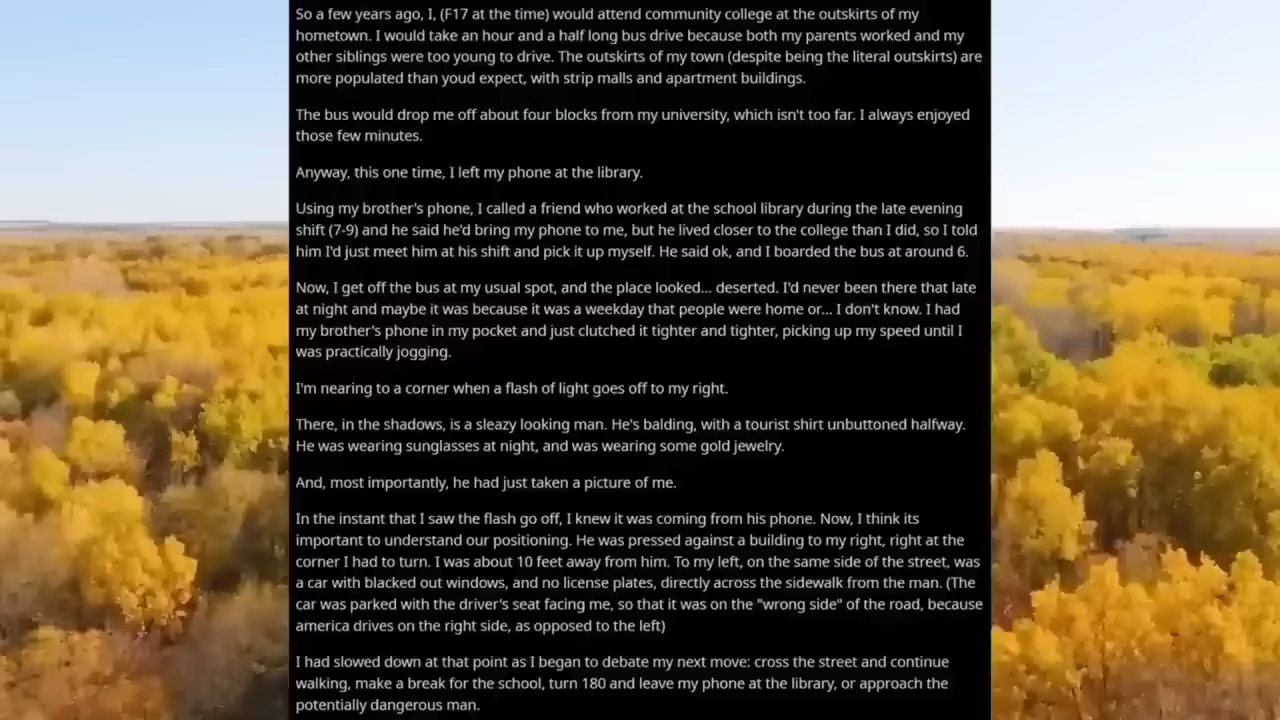 So a few years ago, I, (F17 at the time) would attend community college at the outskirts of my
hometown. I would take an hour and a half long bus drive because both my parents worked and my
other siblings were too young to drive. The outskirts of my town (despite being the literal outskirts) are
more populated than youd expect, with strip malls and apartment buildings.
The bus would drop me off about four blocks from my university, which isn't too far. I always enjoyed
those few minutes.
Anyway, this one time, I left my phone at the library.
Using my brother's phone, I called a friend who worked at the school library during the late evening
shift (7-9) and he said he'd bring my phone to me, but he lived closer to the college than I did, so I told
him I'd just meet him at his shift and pick it up myself. He said ok, and I boarded the bus at around 6.
Now, I get off the bus at my usual spot, and the place looked... deserted. I'd never been there that late
at night and maybe it was because it was a weekday that people were home or... I don't know. I had
my brother's phone in my pocket and just clutched it tighter and tighter, picking up my speed until I
was practically jogging.
I'm nearing to a corner when a flash of light goes off to my right.
There, in the shadows, is a sleazy looking man. He's balding, with a tourist shirt unbuttoned halfway.
He was wearing sunglasses at night, and was wearing some gold jewelry.
And, most importantly, he had just taken a picture of me.
In the instant that I saw the flash go off, I knew it was coming from his phone. Now, I think its
important to understand our positioning. He was pressed against a building to my right, right at the
corner I had to turn. I was about 10 feet away from him. To my left, on the same side of the street, was
a car with blacked out windows, and no license plates, directly across the sidewalk from the man. (The
car was parked with the driver's seat facing me, so that it was on the "wrong side" of the road, because
america drives on the right side, as opposed to the left)
I had slowed down at that point as I began to debate my next move: cross the street and continue
walking, make a break for the school, turn 180 and leave my phone at the library, or approach the
potentially dangerous man.